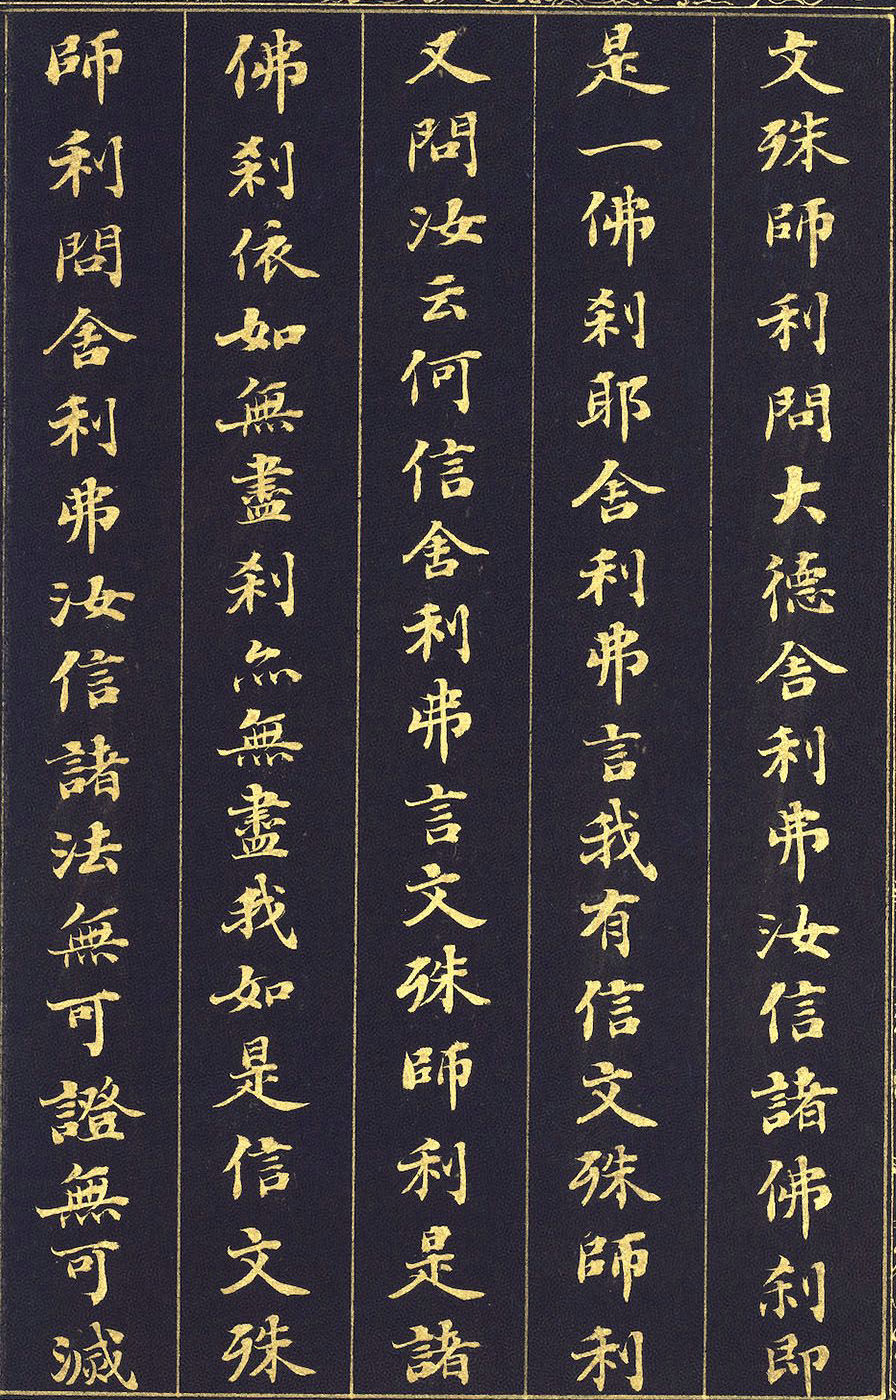 文殊師利問大德舍利弗汝信諸佛刹即
是一佛刹耶舍利弗言我有信文殊師利
又問汝云何信舍利弗言文殊師利是諸
佛刹依如無盡刹亦無盡我如是信文殊
師利問舍利弗汝信諸法無可證無可滅